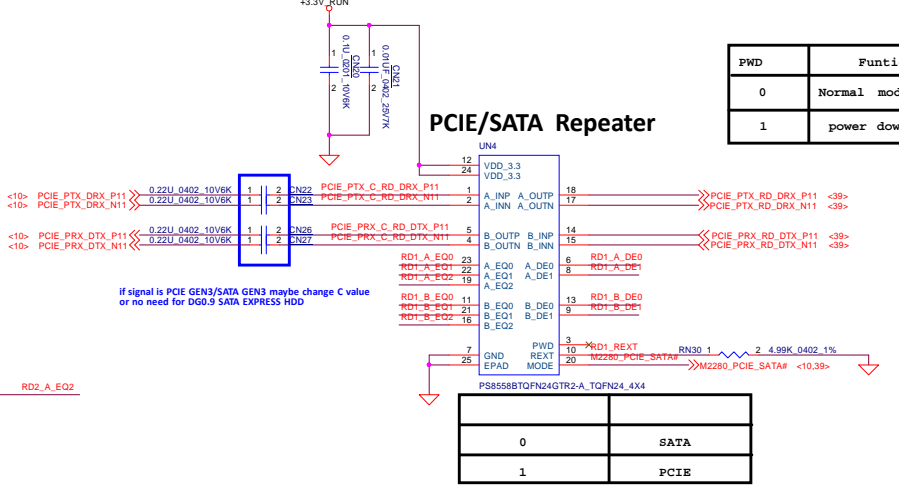 +3.3V_RUN
0.1U_0201_10V6K
CN20
0.01UF_0402_25V7K
CN21
1
2
1
2
PWD Funti
0 Normal mod
1 power dow
PCIE/SATA Repeater
UN4
12 VDD_3.3
24 VDD_3.3
<10> PCIE_PTX_DRX_P11 0.22U_0402_10V6K 1 2 CN22 PCIE_PTX_C_RD_DRX_P11 1 A_INP A_OUTP 18 PCIE_PTX_RD_DRX_P11 <39>
<10> PCIE_PTX_DRX_N11 0.22U_0402_10V6K 1 2 CN23 PCIE_PTX_C_RD_DRX_N11 2 A_INN A_OUTN 17 PCIE_PTX_RD_DRX_N11 <39>
<10> PCIE_PRX_DTX_P11 0.22U_0402_10V6K 1 2 CN26 PCIE_PRX_C_RD_DTX_P11 5 B_OUTP B_INP 14 PCIE_PRX_RD_DTX_P11 <39>
<10> PCIE_PRX_DTX_N11 0.22U_0402_10V6K 1 2 CN27 PCIE_PRX_C_RD_DTX_N11 4 B_OUTN B_INN 15 PCIE_PRX_RD_DTX_N11 <39>
RD1_A_EQ0 23 A_EQ0 A_DE0 6 RD1_A_DE0
RD1_A_EQ1 22 A_EQ1 A_DE1 8 RD1_A_DE1
RD1_A_EQ2 19 A_EQ2
if signal is PCIE GEN3/SATA GEN3 maybe change C value
or no need for DG0.9 SATA EXPRESS HDD
RD1_B_EQ0 11 B_EQ0 B_DE0 13 RD1_B_DE0
RD1_B_EQ1 21 B_EQ1 B_DE1 9 RD1_B_DE1
RD1_B_EQ2 16 B_EQ2
PWD 3
7 GND REXT 10 RD1_REXT RN30 1 2 4.99K_0402_1%
25 EPAD MODE 20 M2280_PCIE_SATA# M2280_PCIE_SATA# <10,39>
PS8558BTQFN24GTR2-A_TQFN24_4X4
RD2_A_EQ2
0 SATA
1 PCIE